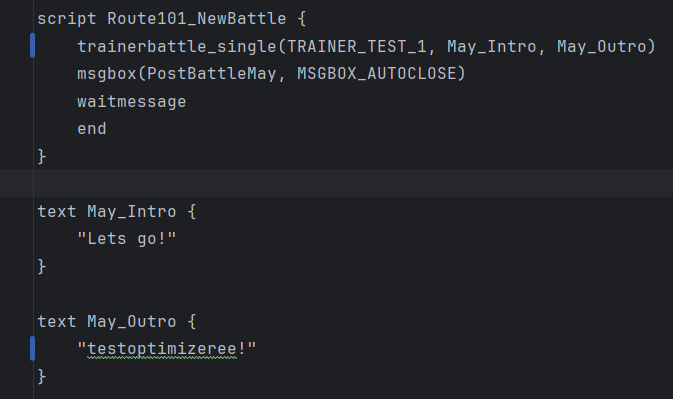 script Route101_NewBattle {
    trainerbattle_single(TRAINER_TEST_1, May_Intro, May_Outro)
    msgbox(PostBattleMay, MSGBOX_AUTOCLOSE)
    waitmessage
    end
}
text May_Intro {
    "Lets go!"
}
text May_Outro {
    "testoptimizeree!"
}